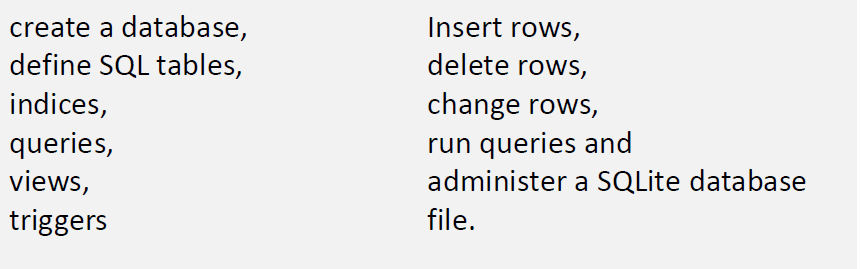 create a database,
define SQL tables,
indices,
queries,
views,
triggers
Insert rows,
delete rows,
change rows,
run queries and
administer a SQLite database
file.